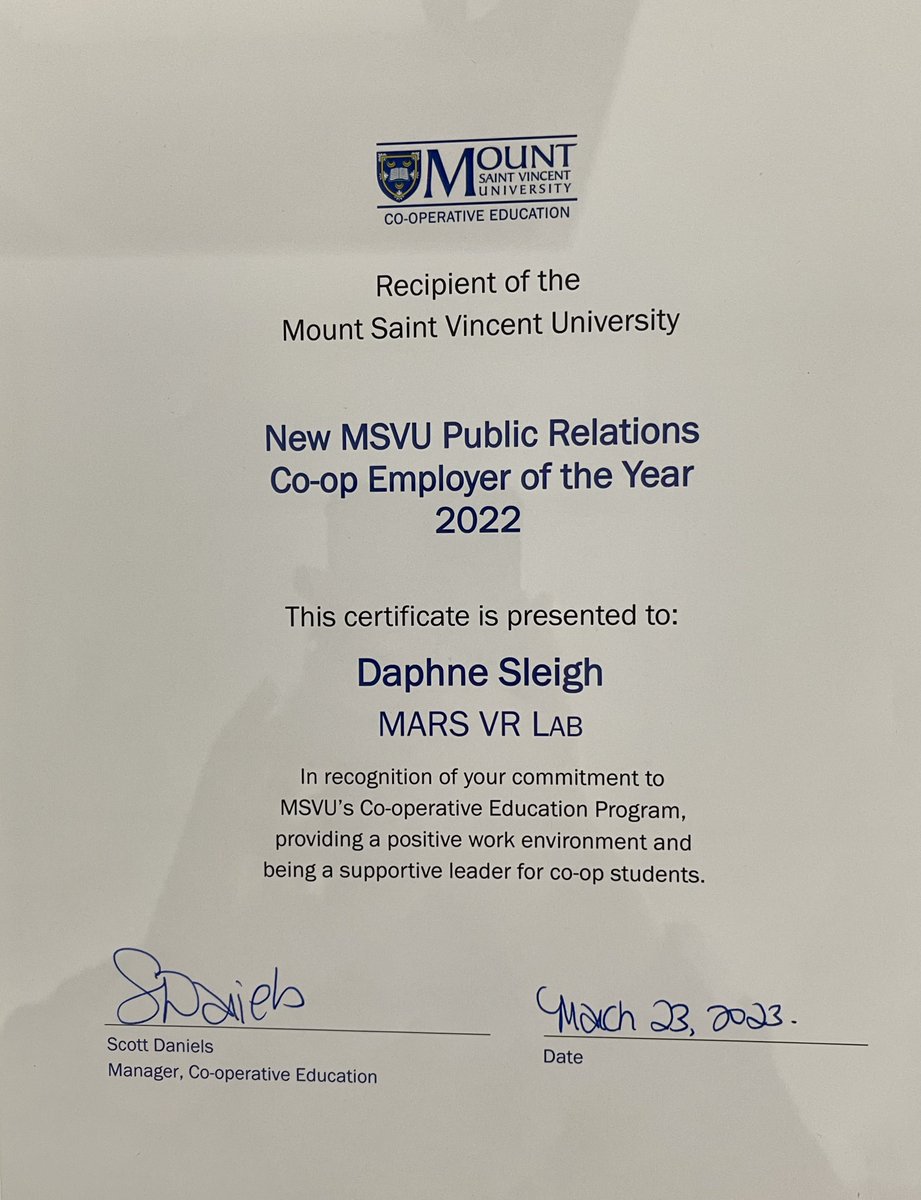 MOUNT
SAINT VINCENT
UNIVERSITY
CO-OPERATIVE EDUCATION
Recipient of the
Mount Saint Vincent University
New MSVU Public Relations
Co-op Employer of the Year
2022
This certificate is presented to:
Daphne Sleigh
MARS VR LAB
In recognition of your commitment to
MSVU's Co-operative Education Program,
providing a positive work environment and
being a supportive leader for co-op students.
SDaniels
March 23, 2023.
Scott Daniels
Date
Manager, Co-operative Education